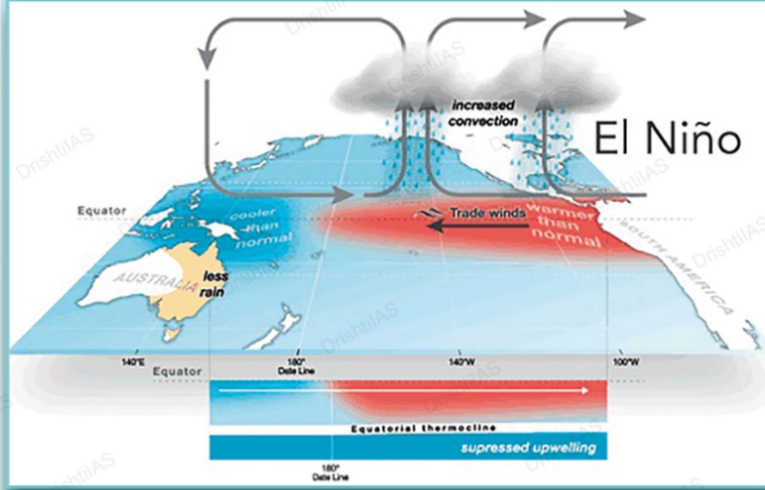 DrishtiIAS
increased
convection
El Niño
Equator
cooler
than
normal
Trade winds
warmer
than
normal
AUSTRALIA
less
rain
SOUTH AMERICA
140°E
180°
Date Line
140°W
100°W
Equator
Equatorial thermocline
supressed upwelling
180°
Date Line